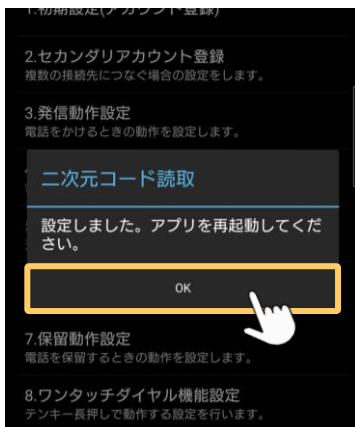 1.初期設定(アカウント登録)
2.セカンダリアカウント登録
複数の接続先につなぐ場合の設定をします。
3.発信動作設定
電話をかけるときの動作を設定します。
二次元コード読取
設定しました。アプリを再起動してくだ
さい。
OK
7.保留動作設定
電話を保留するときの動作を設定します。
8.ワンタッチダイヤル機能設定
テンキー長押しで動作する設定を行います。